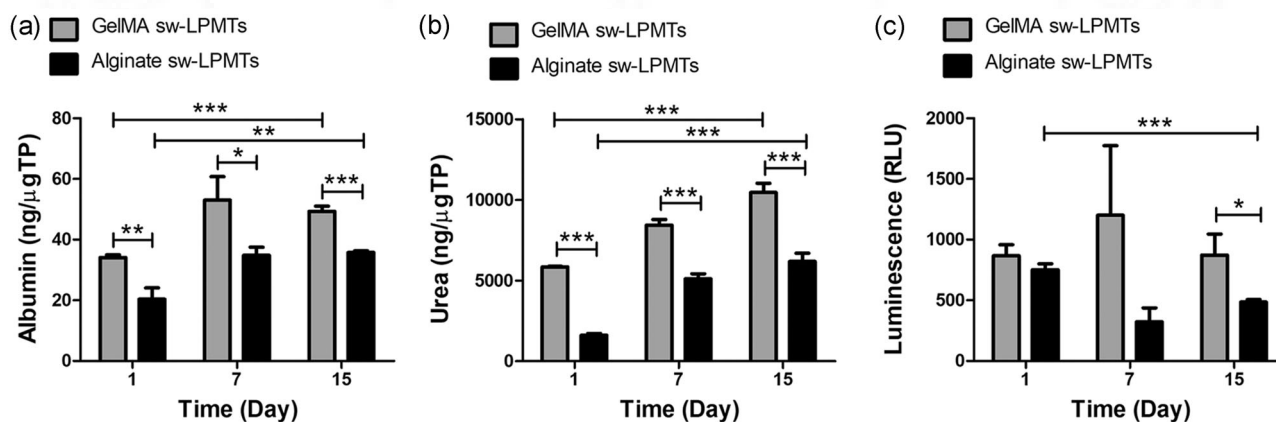 (a)
GelMA sw-LPMTs
Alginate sw-LPMTs
***
**
*
***
**
80
60
40
20
0
Albumin (ng/μgTP)
1 7 15
Time (Day)
(b)
GelMA sw-LPMTs
Alginate sw-LPMTs
***
***
***
***
***
15000
10000
5000
0
Urea (ng/μgTP)
1 7 15
Time (Day)
(c)
GelMA sw-LPMTs
Alginate sw-LPMTs
***
*
2000
1500
1000
500
0
Luminescence (RLU)
1 7 15
Time (Day)